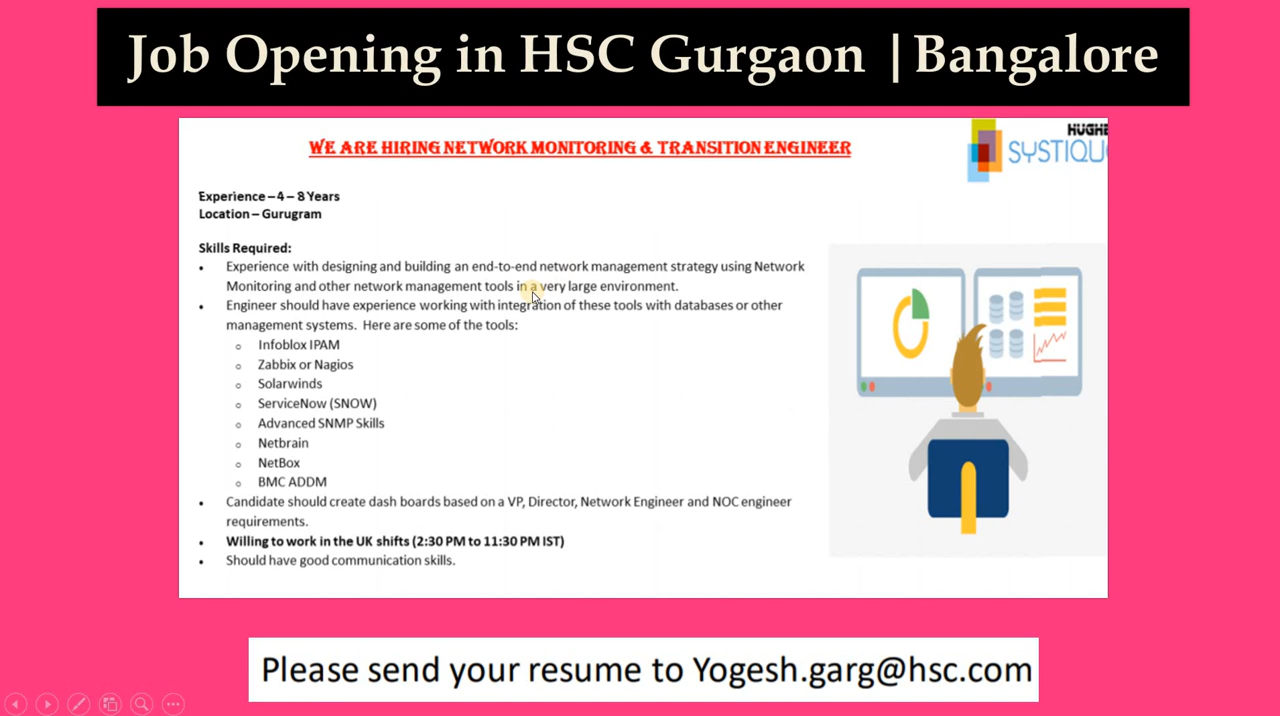 Job Opening in HSC Gurgaon | Bangalore
WE ARE HIRING NETWORK MONITORING & TRANSITION ENGINEER
HUGHE
SYSTIQU
Experience – 4 – 8 Years
Location – Gurugram
Skills Required:
• Experience with designing and building an end-to-end network management strategy using Network
Monitoring and other network management tools in a very large environment.
• Engineer should have experience working with integration of these tools with databases or other
management systems. Here are some of the tools:
o Infoblox IPAM
o Zabbix or Nagios
o Solarwinds
o ServiceNow (SNOW)
o Advanced SNMP Skills
o Netbrain
o NetBox
o BMC ADDM
• Candidate should create dash boards based on a VP, Director, Network Engineer and NOC engineer
requirements.
• Willing to work in the UK shifts (2:30 PM to 11:30 PM IST)
• Should have good communication skills.
Please send your resume to Yogesh.garg@hsc.com